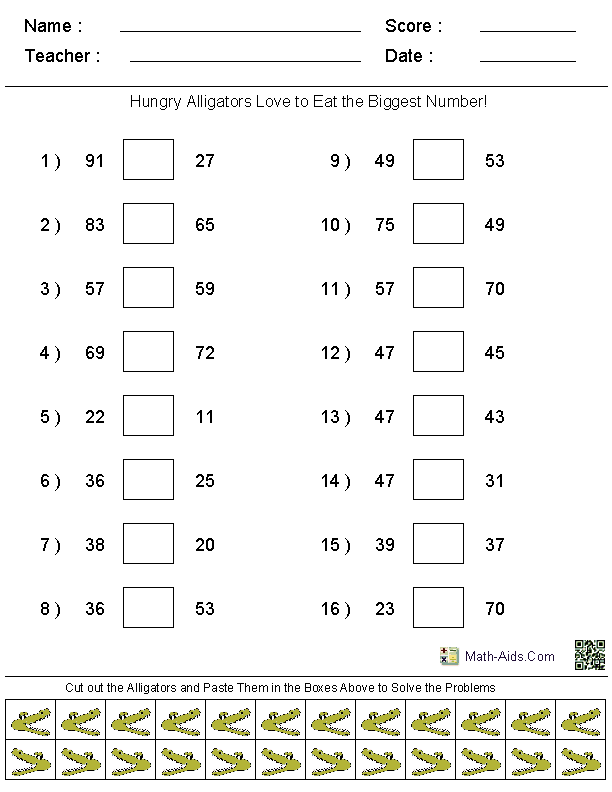 Name : Score :
Teacher : Date :
Hungry Alligators Love to Eat the Biggest Number!
1 ) 91 27 9 ) 49 53
2 ) 83 65 10 ) 75 49
3 ) 57 59 11 ) 57 70
4 ) 69 72 12 ) 47 45
5 ) 22 11 13 ) 47 43
6 ) 36 25 14 ) 47 31
7 ) 38 20 15 ) 39 37
8 ) 36 53 16 ) 23 70
Math-Aids.Com
Cut out the Alligators and Paste Them in the Boxes Above to Solve the Problems